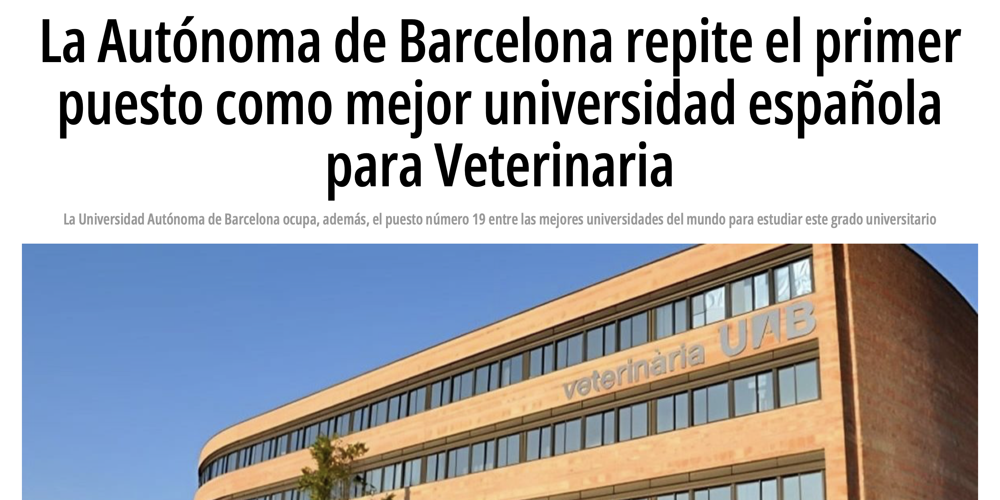 La Autónoma de Barcelona repite el primer
puesto como mejor universidad española
para Veterinaria
La Universidad Autónoma de Barcelona ocupa, además, el puesto número 19 entre las mejores universidades del mundo para estudiar este grado universitario
veterinària UAB